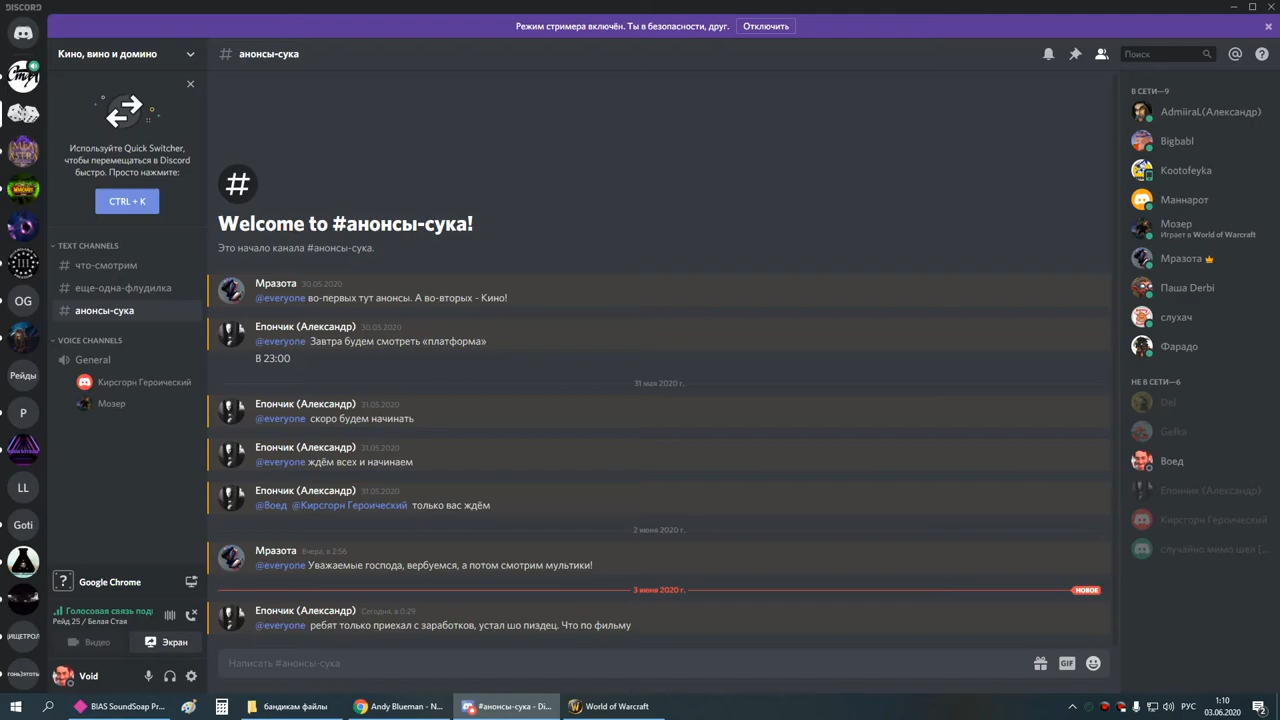 DISCORD
Режим стримера включён. Ты в безопасности, друг.
Отключить
Кино, вино и домино
анонсы-сука
Поиск
Используйте Quick Switcher,
чтобы перемещаться в Discord
быстро. Просто нажмите:
CTRL + K
TEXT CHANNELS
что-смотрим
еще-одна-флудилка
анонсы-сука
VOICE CHANNELS
General
Кирсгорн Героический
Мозер
OG
Рейды
Р
LL
Goti
Google Chrome
Голосовая связь под
Рейд 25 / Белая Стая
Видео
Экран
Void
Welcome to #анонсы-сука!
Это начало канала #анонсы-сука.
Мразота 30.05.2020
@everyone во-первых тут анонсы. А во-вторых - Кино!
Епончик (Александр) 30.05.2020
@everyone Завтра будем смотреть «платформа»
В 23:00
31 мая 2020 г.
Епончик (Александр) 31.05.2020
@everyone скоро будем начинать
Епончик (Александр) 31.05.2020
@everyone ждём всех и начинаем
Епончик (Александр) 31.05.2020
@Воед @Кирсгорн Героический только вас ждём
2 июня 2020 г.
Мразота Вчера, в 2:56
@everyone Уважаемые господа, вербуемся, а потом смотрим мультики!
3 июня 2020 г.
НОВОЕ
Епончик (Александр) Сегодня, в 0:29
@everyone ребят только приехал с заработков, устал шо пиздец. Что по фильму
Написать #анонсы-сука
GIF
В СЕТИ—9
AdmiiraL(Александр)
Bigbabl
Kootofeyka
Маннарот
Мозер
Играет в World of Warcraft
Мразота
Паша Derbi
слухач
Фарадо
НЕ В СЕТИ—6
Del
Gefka
Воед
Епончик (Александр)
Кирсгорн Героический
случайно мимо шел [...
BIAS SoundSoap Pr...
бандикам файлы
Andy Blueman - N...
#анонсы-сука - Di...
World of Warcraft
РУС
1:10
03.06.2020
2